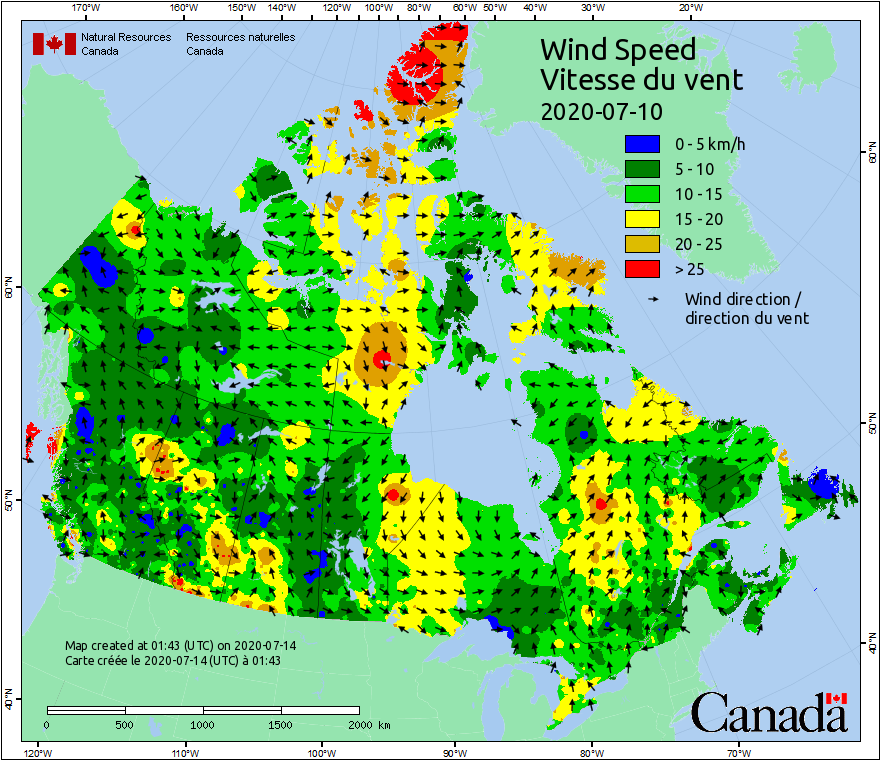 170°W 160°W 150°W 140°W 130°W 120°W 110°W 100°W 90°W 80°W 70°W 60°W 50°W 40°W 30°W 20°W
Natural Resources Ressources naturelles
Canada Canada
Wind Speed
Vitesse du vent
2020-07-10
0 - 5 km/h
5 - 10
10 - 15
15 - 20
20 - 25
> 25
Wind direction /
direction du vent
60°N
60°N
50°N
50°N
40°N
40°N
Map created at 01:43 (UTC) on 2020-07-14
Carte créée le 2020-07-14 (UTC) à 01:43
0 500 1000 1500 2000 km
Canada
120°W 110°W 100°W 90°W 80°W 70°W